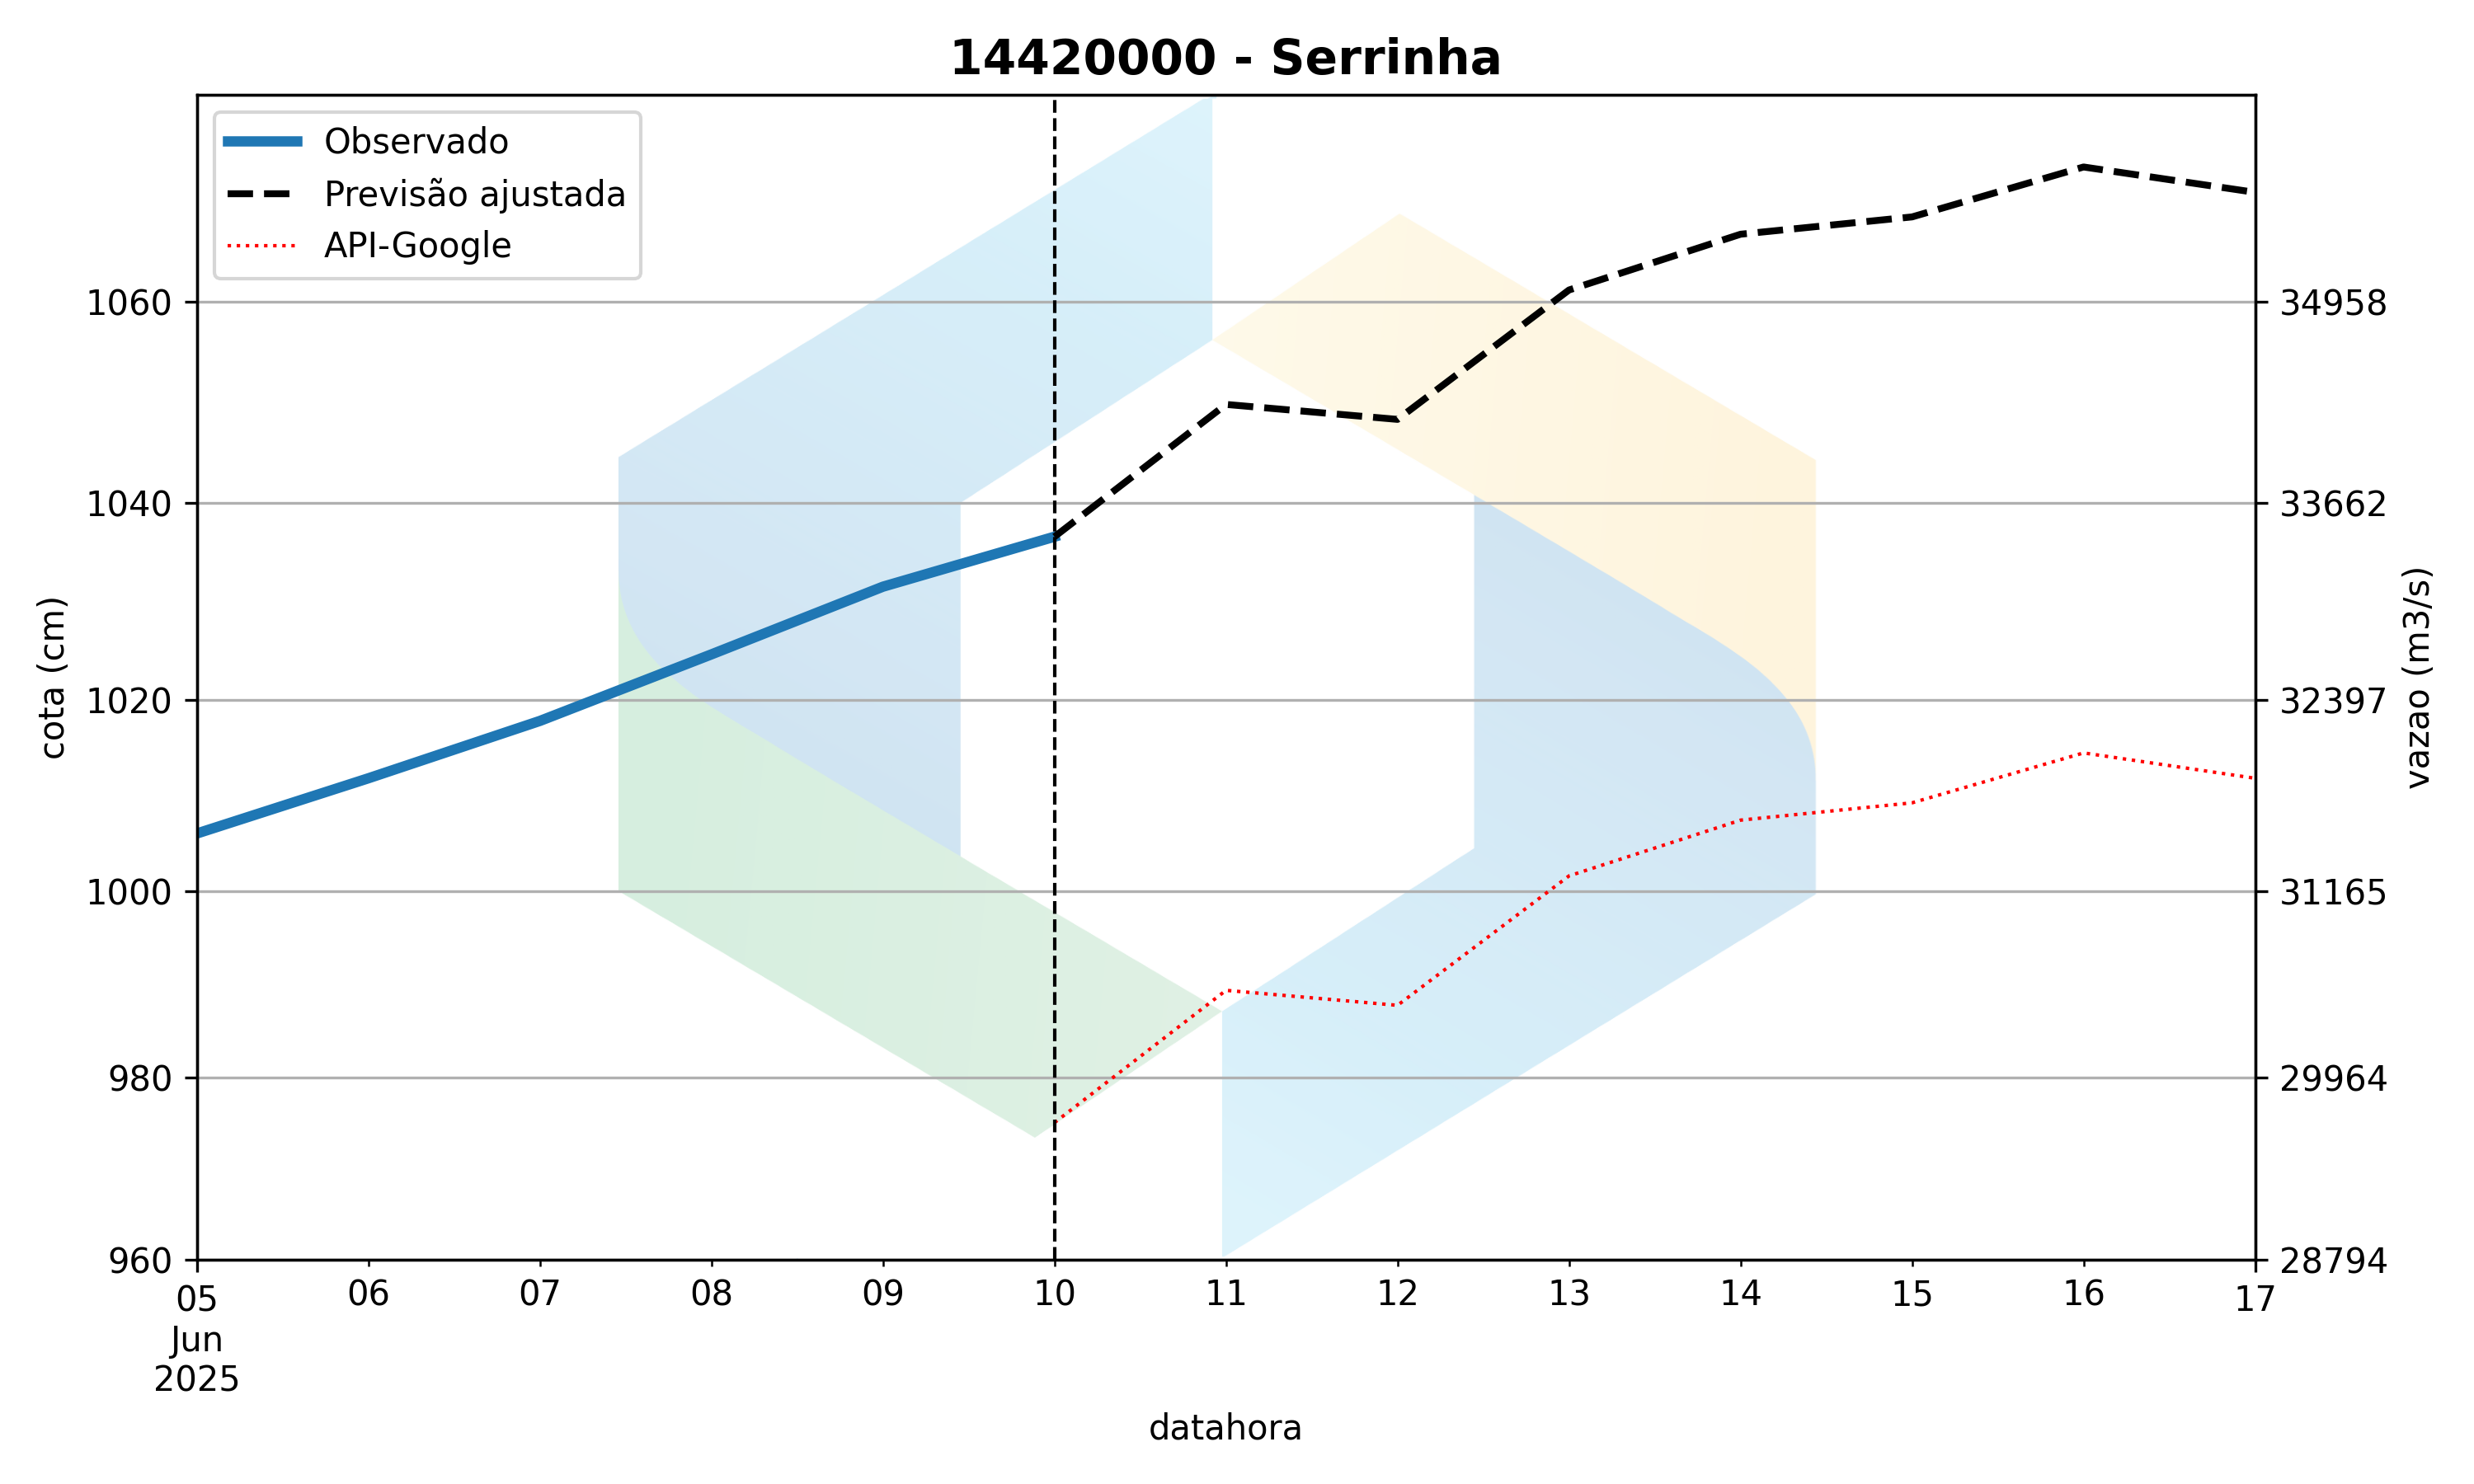 14420000 - Serrinha
Observado
Previsão ajustada
API-Google
cota (cm)
1060
1040
1020
1000
980
960
34958
33662
32397
31165
29964
28794
vazao (m3/s)
05 06 07 08 09 10 11 12 13 14 15 16 17
Jun
2025
datahora